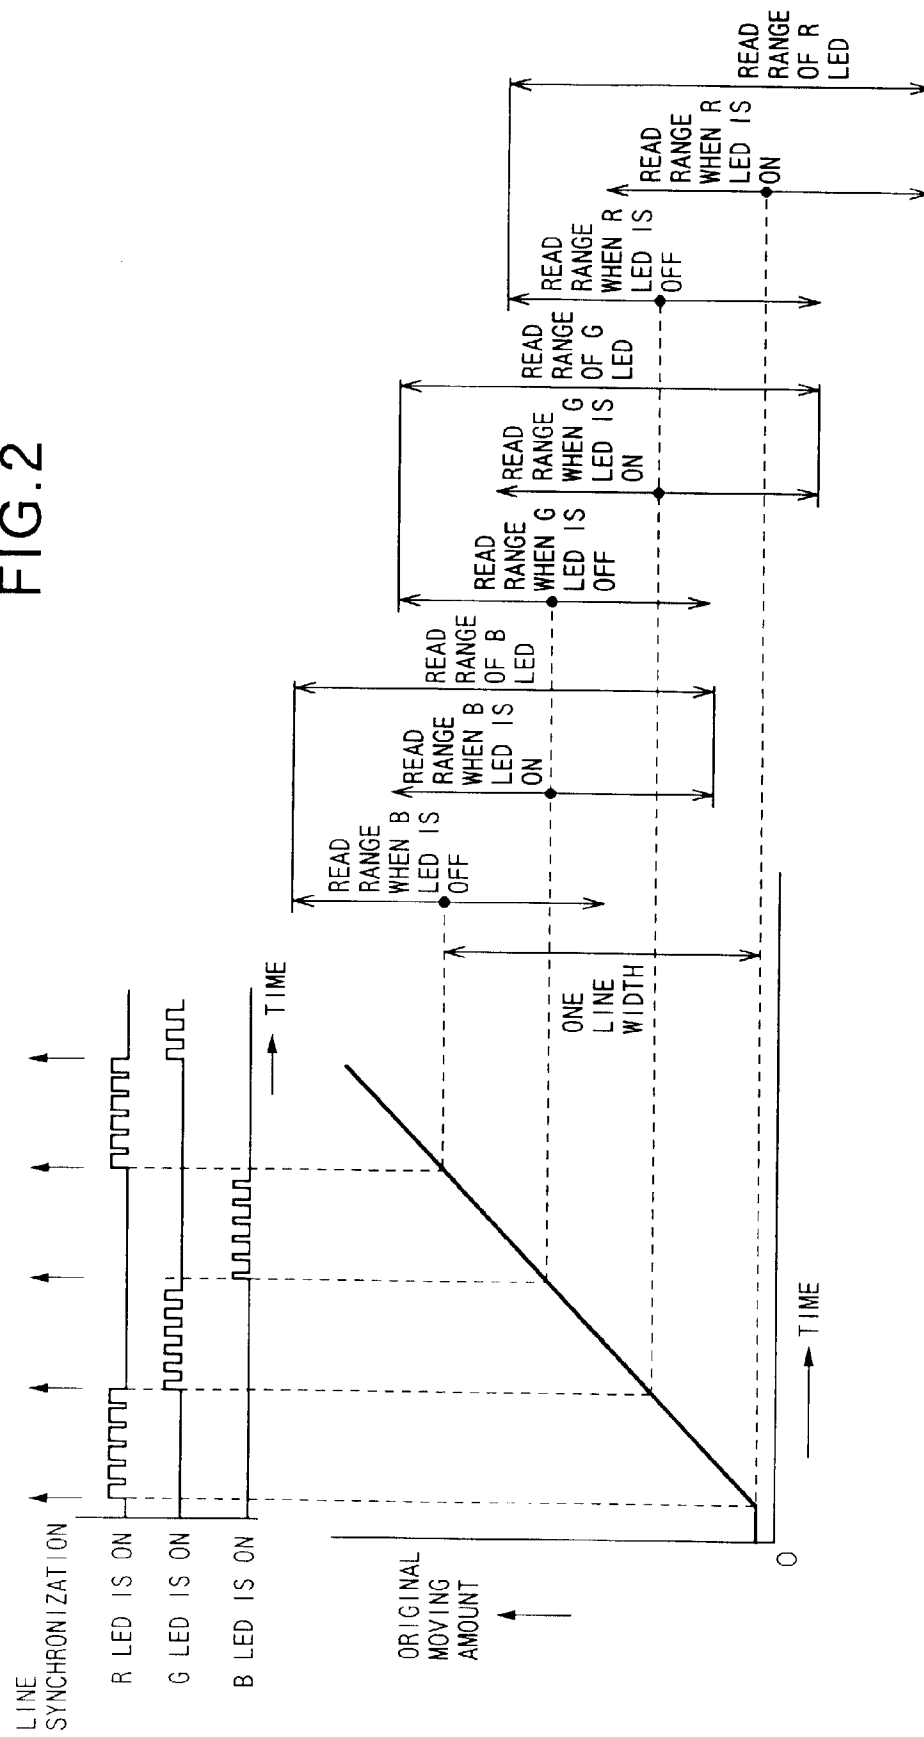 FIG.2
LINE
SYNCHRONIZATION
R LED IS ON
G LED IS ON
B LED IS ON
TIME
ORIGINAL
MOVING
AMOUNT
0
TIME
ONE
LINE
WIDTH
READ
RANGE
WHEN B
LED IS
OFF
READ
RANGE
WHEN B
LED IS
ON
READ
RANGE
OF B
LED
READ
RANGE
WHEN G
LED IS
OFF
READ
RANGE
WHEN G
LED IS
ON
READ
RANGE
OF G
LED
READ
RANGE
WHEN R
LED IS
OFF
READ
RANGE
WHEN R
LED IS
ON
READ
RANGE
OF R
LED